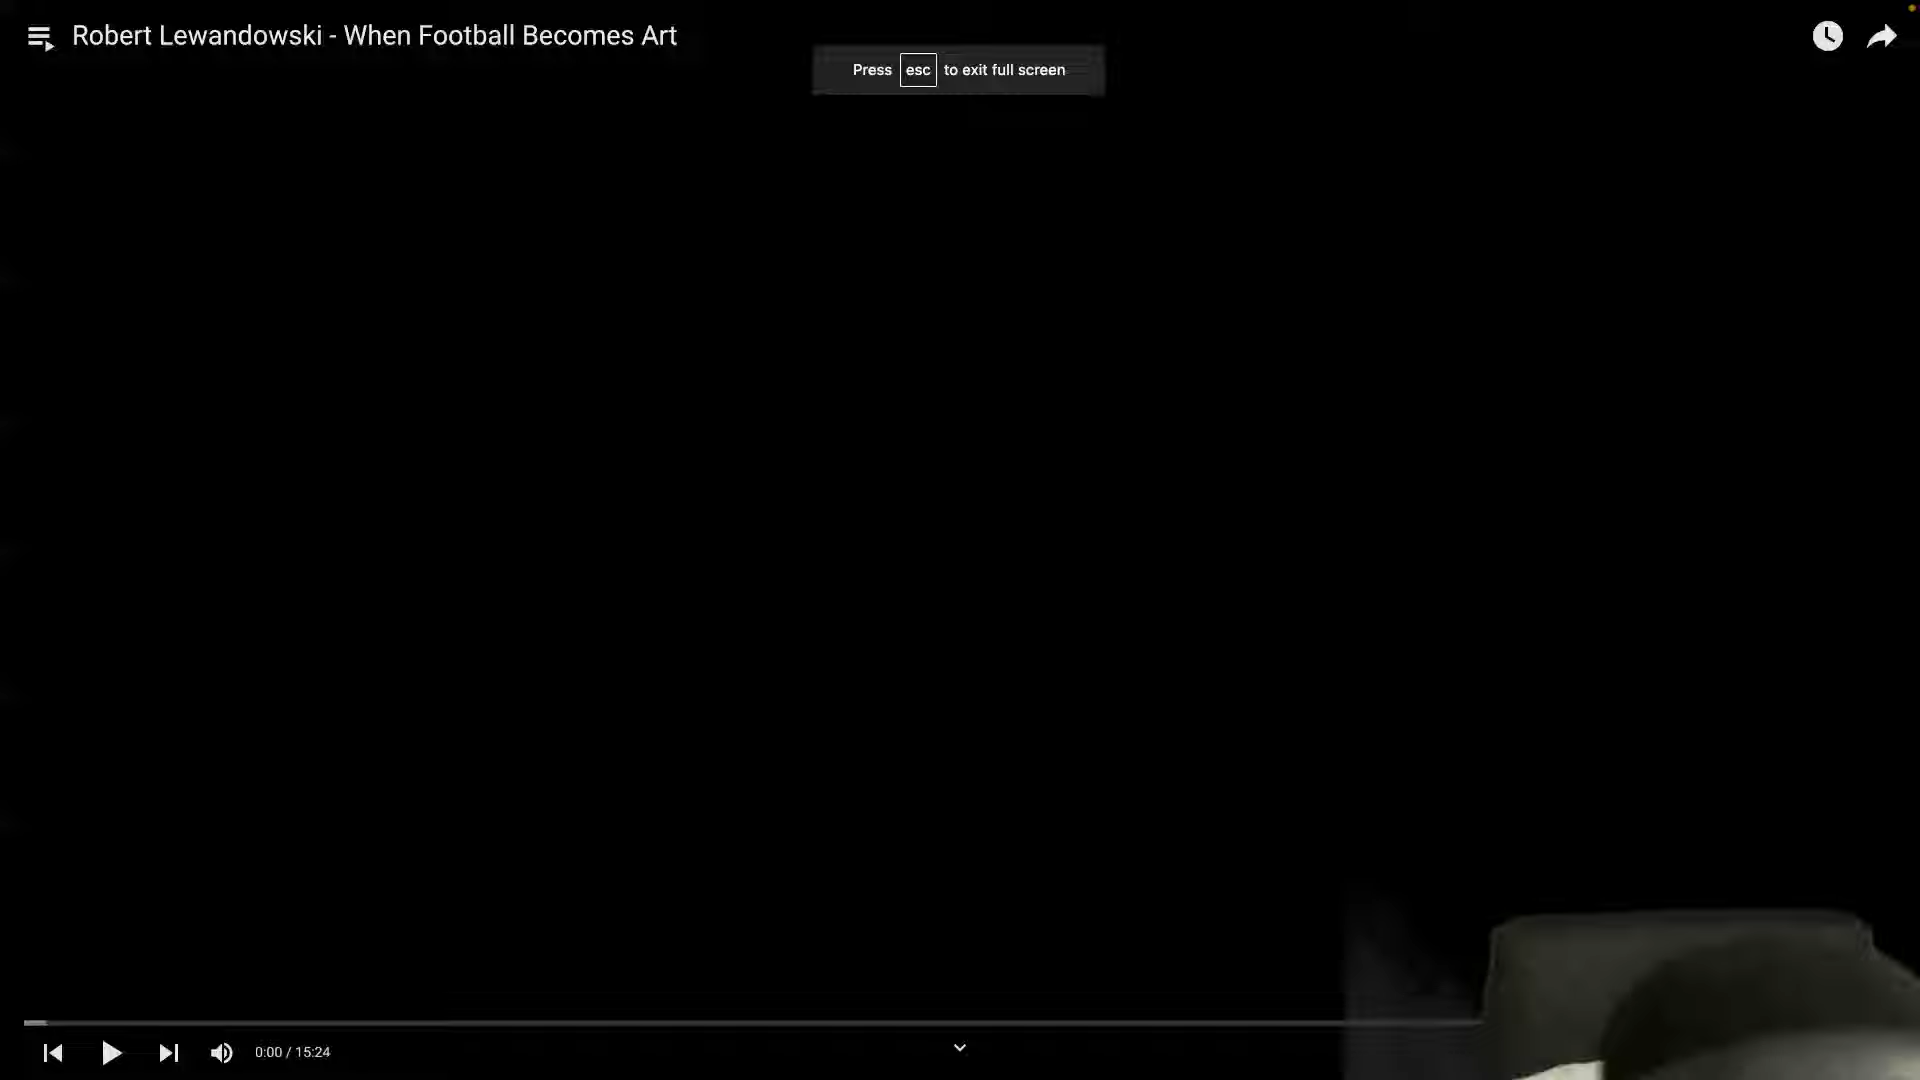 Robert Lewandowski - When Football Becomes Art
Press esc to exit full screen
0:00 / 15:24